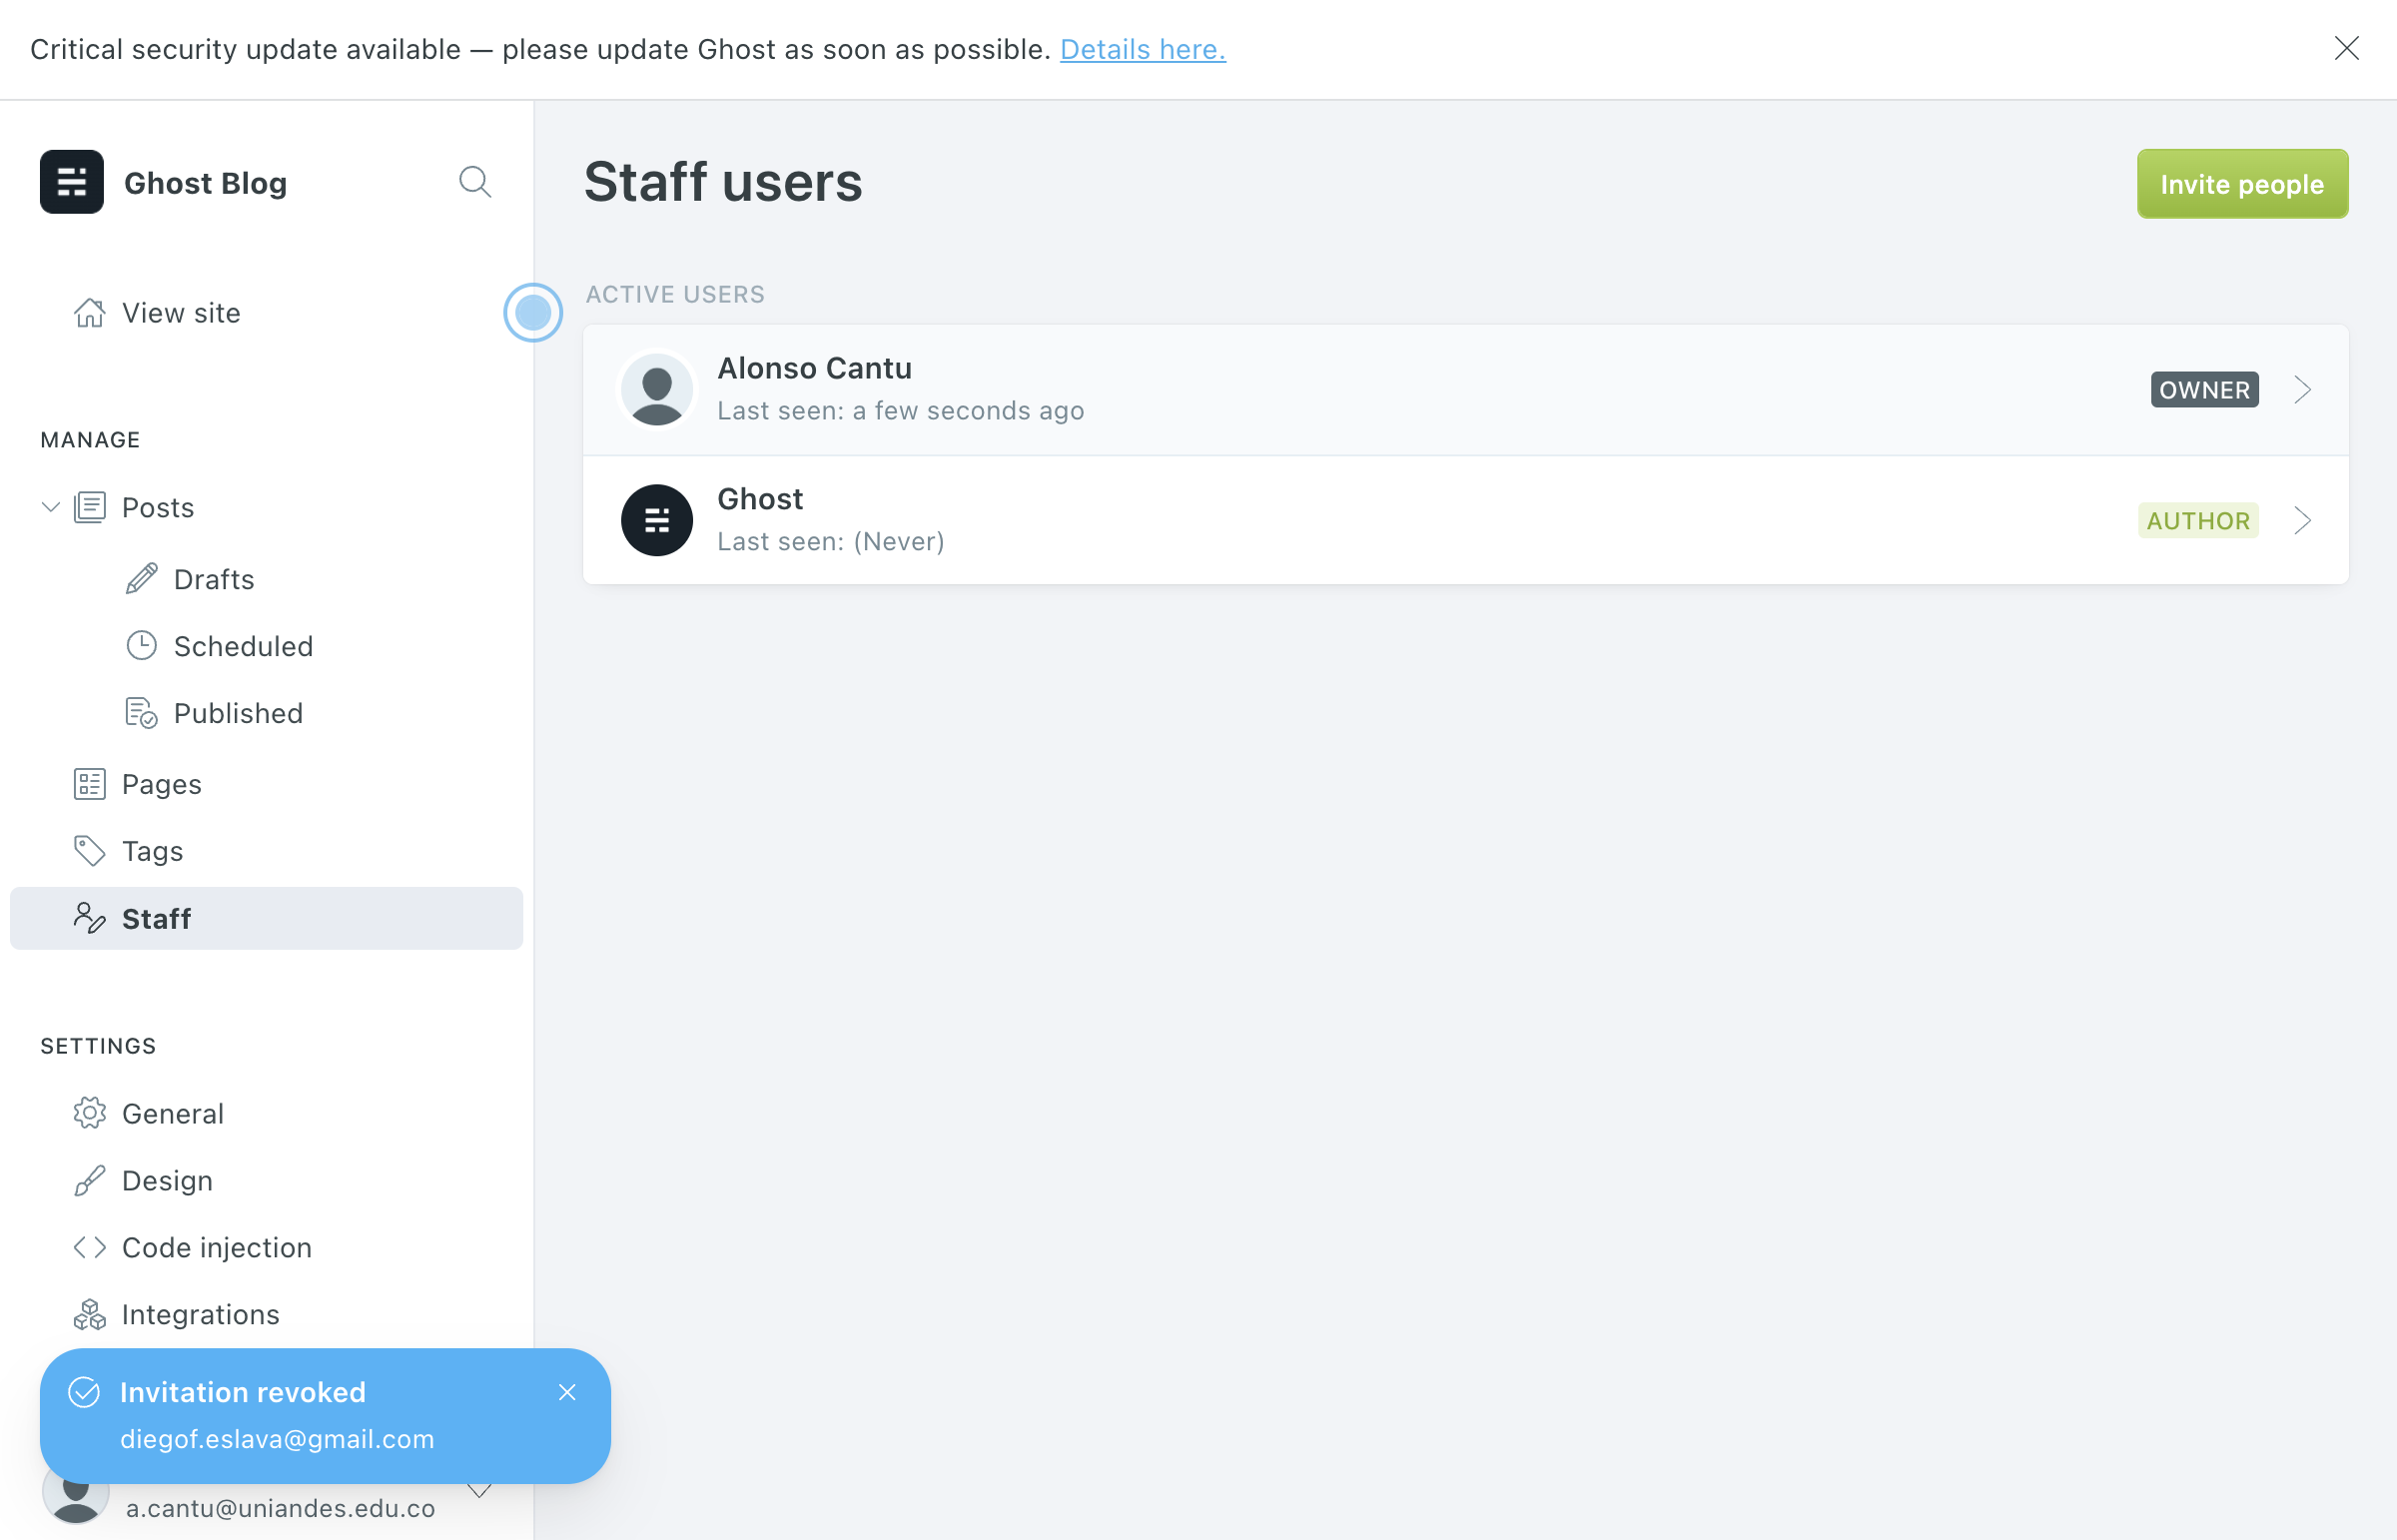 Critical security update available — please update Ghost as soon as possible. Details here.
Ghost Blog
View site
MANAGE
Posts
Drafts
Scheduled
Published
Pages
Tags
Staff
SETTINGS
General
Design
Code injection
Integrations
Invitation revoked
diegof.eslava@gmail.com
a.cantu@uniandes.edu.co
Staff users
Invite people
ACTIVE USERS
Alonso Cantu
Last seen: a few seconds ago
OWNER
Ghost
Last seen: (Never)
AUTHOR